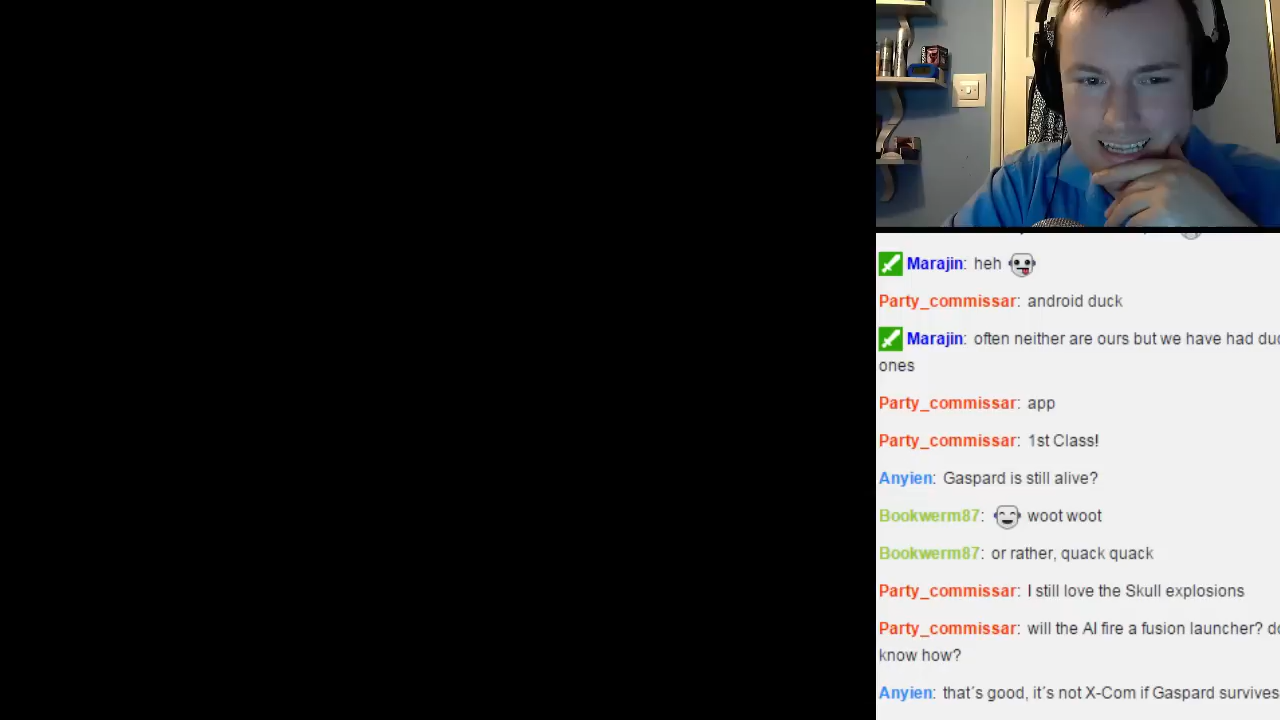 Marajin: heh
Party_commissar: android duck
Marajin: often neither are ours but we have had
ones
Party_commissar: app
Party_commissar: 1st Class!
Anyien: Gaspard is still alive?
Bookwerm87: woot woot
Bookwerm87: or rather, quack quack
Party_commissar: I still love the Skull explosions
Party_commissar: will the AI fire a fusion launcher?
know how?
Anyien: that´s good, it´s not X-Com if Gaspard survives